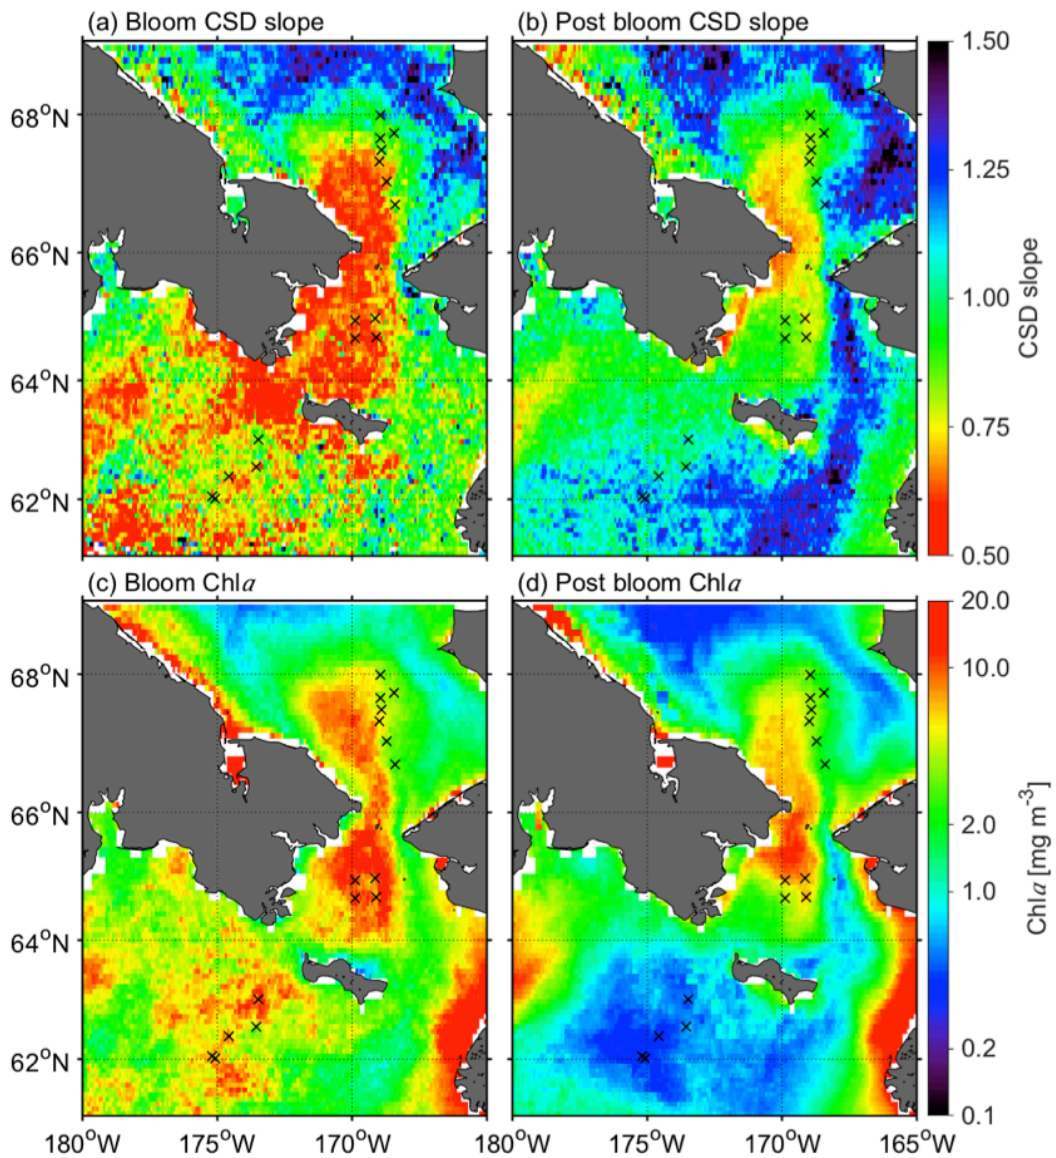 (a) Bloom CSD slope
(b) Post bloom CSD slope
68°N
66°N
64°N
62°N
1.50
1.25
1.00
0.75
0.50
CSD slope
(c) Bloom Chla
(d) Post bloom Chla
68°N
66°N
64°N
62°N
20.0
10.0
2.0
1.0
0.2
0.1
Chla [mg m⁻³]
180°W
175°W
170°W
175°W
170°W
165°W